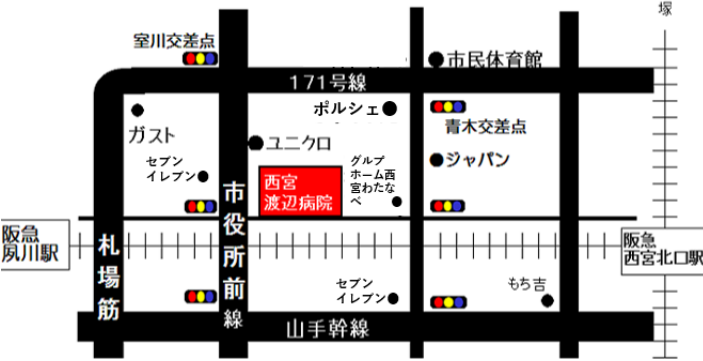 塚
室川交差点
市民体育館
171号線
ポルシェ
青木交差点
ガスト
ユニクロ
ジャパン
セブン
イレブン
グルプ
ホーム西
宮わたな
べ
西宮
渡辺病院
市役所前線
阪急
夙川駅
札場筋
阪急
西宮北口駅
セブン
イレブン
もち吉
山手幹線